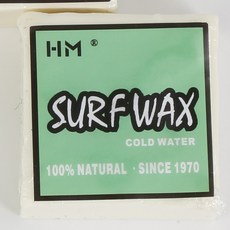 HM ®
SURF WAX
COLD WATER
100% NATURAL · SINCE 1970